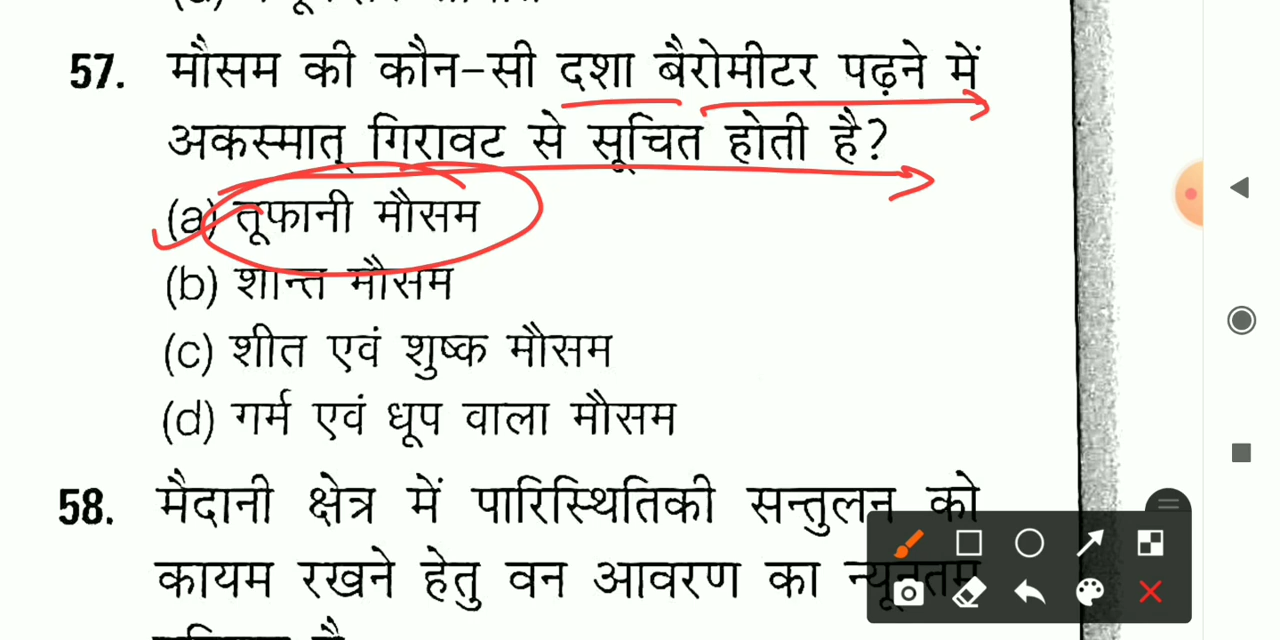 57. मौसम की कौन-सी दशा बैरोमीटर पढ़ने में
अकस्मात् गिरावट से सूचित होती है?
(a) तूफानी मौसम
(b) शान्त मौसम
(c) शीत एवं शुष्क मौसम
(d) गर्म एवं धूप वाला मौसम
58. मैदानी क्षेत्र में पारिस्थितिकी सन्तुलन को
कायम रखने हेतु वन आवरण का न्यूनतम